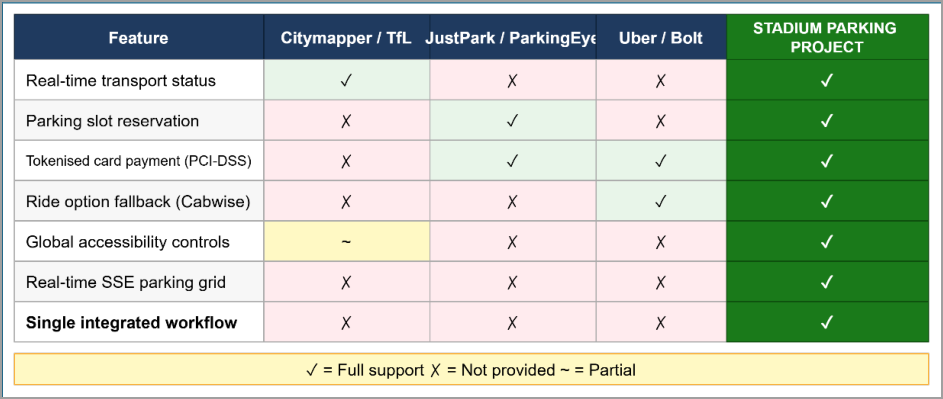 Feature Citymapper / TfL JustPark / ParkingEye Uber / Bolt STADIUM PARKING
PROJECT
Real-time transport status ✓ ✗ ✗ ✓
Parking slot reservation ✗ ✓ ✗ ✓
Tokenised card payment (PCI-DSS) ✗ ✓ ✓ ✓
Ride option fallback (Cabwise) ✗ ✗ ✓ ✓
Global accessibility controls ~ ✗ ✗ ✓
Real-time SSE parking grid ✗ ✗ ✗ ✓
Single integrated workflow ✗ ✗ ✗ ✓
✓ = Full support ✗ = Not provided ~ = Partial